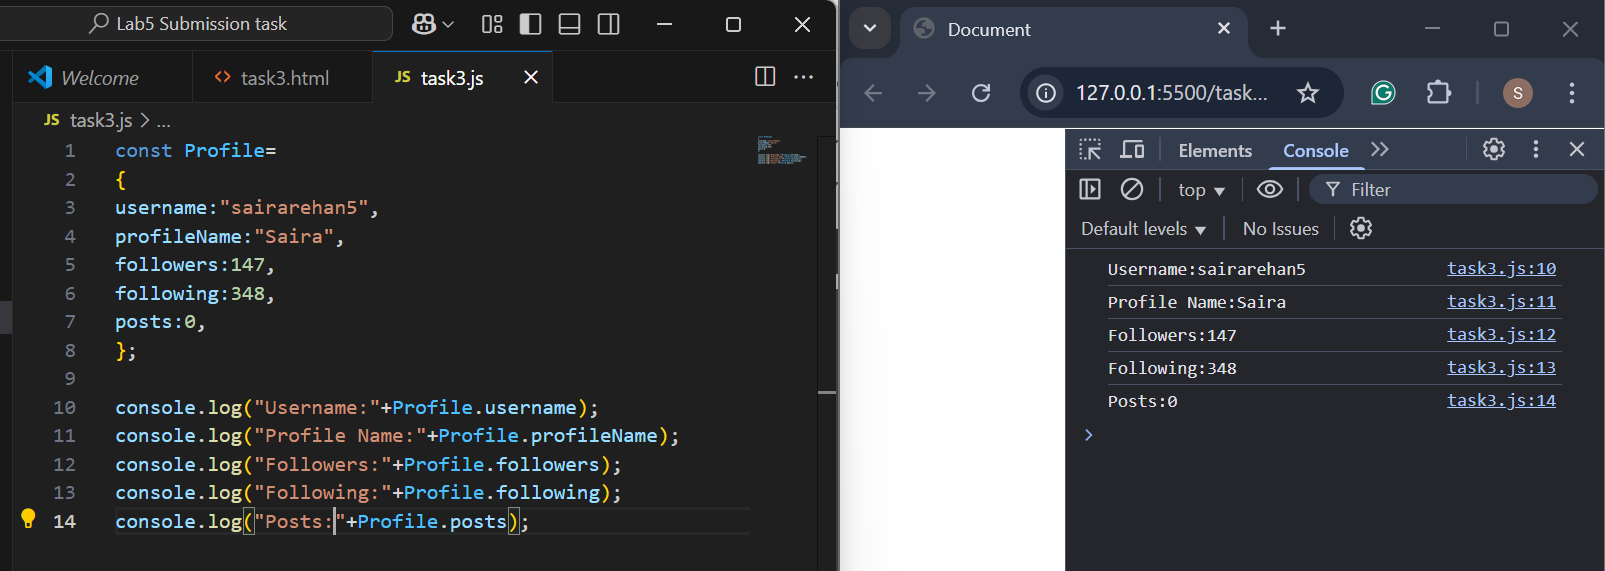 Lab5 Submission task
Welcome
<> task3.html
JS task3.js
JS task3.js > ...
1 const Profile=
2 {
3 username:"sairarehan5",
4 profileName:"Saira",
5 followers:147,
6 following:348,
7 posts:0,
8 };
9
10 console.log("Username:"+Profile.username);
11 console.log("Profile Name:"+Profile.profileName);
12 console.log("Followers:"+Profile.followers);
13 console.log("Following:"+Profile.following);
14 console.log("Posts:"+Profile.posts);
Document
127.0.0.1:5500/task...
S
Elements Console
top Filter
Default levels No Issues
Username:sairarehan5 task3.js:10
Profile Name:Saira task3.js:11
Followers:147 task3.js:12
Following:348 task3.js:13
Posts:0 task3.js:14
>